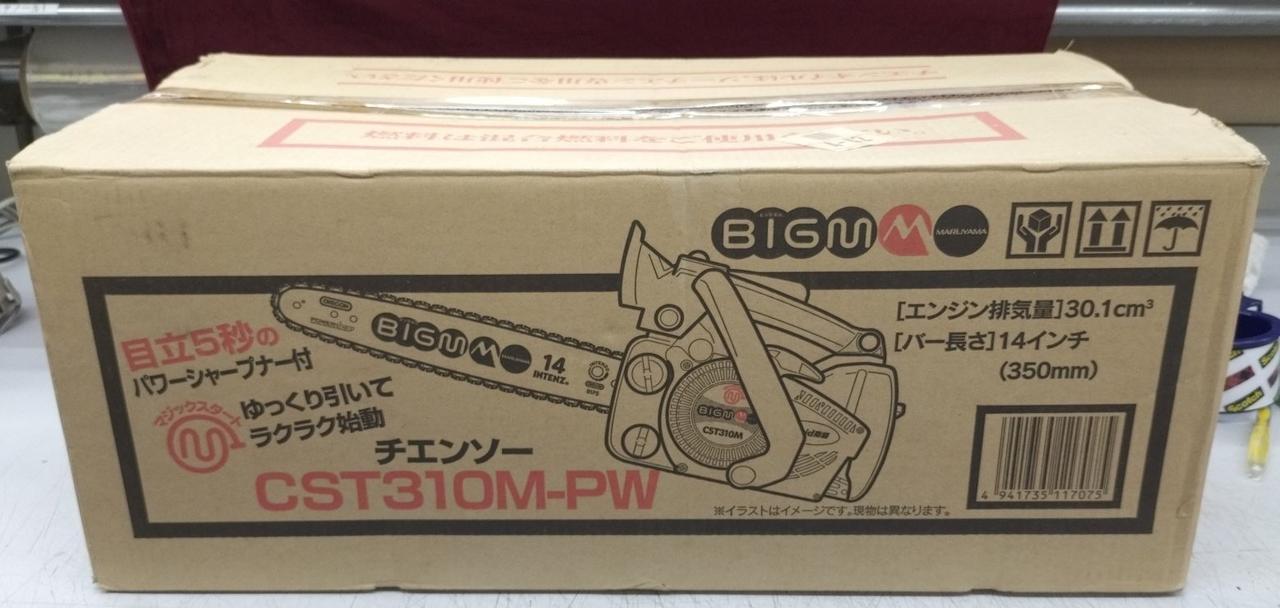 BIGM M MARUYAMA
OREGON
POWERSHARP
BIGM M
14
INTENZ
目立5秒の
パワーシャープナー付
マジックスタート
ゆっくり引いて
ラクラク始動
チエンソー
CST310M-PW
BIGM
CST310M
[エンジン排気量]30.1cm³
[バー長さ]14インチ
(350mm)
4 941735 117075
※イラストはイメージです。現物は異なります。
Scotch